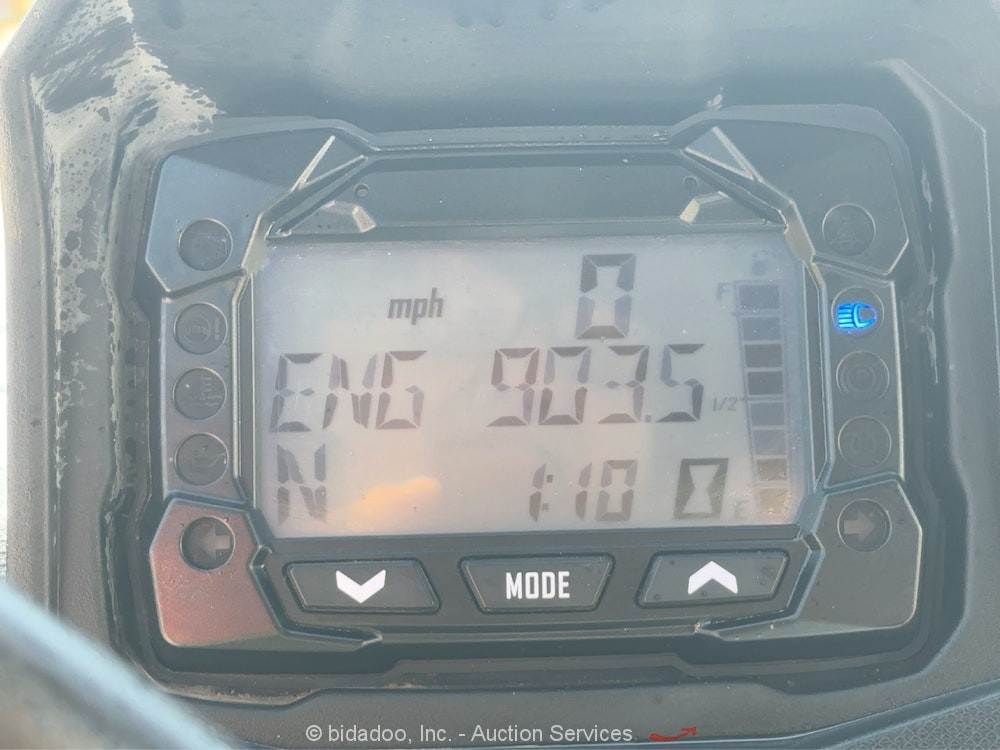 mph 0
F
ENG 903.5
1/2
N 1:10
E
MODE
© bidadoo, Inc. - Auction Services